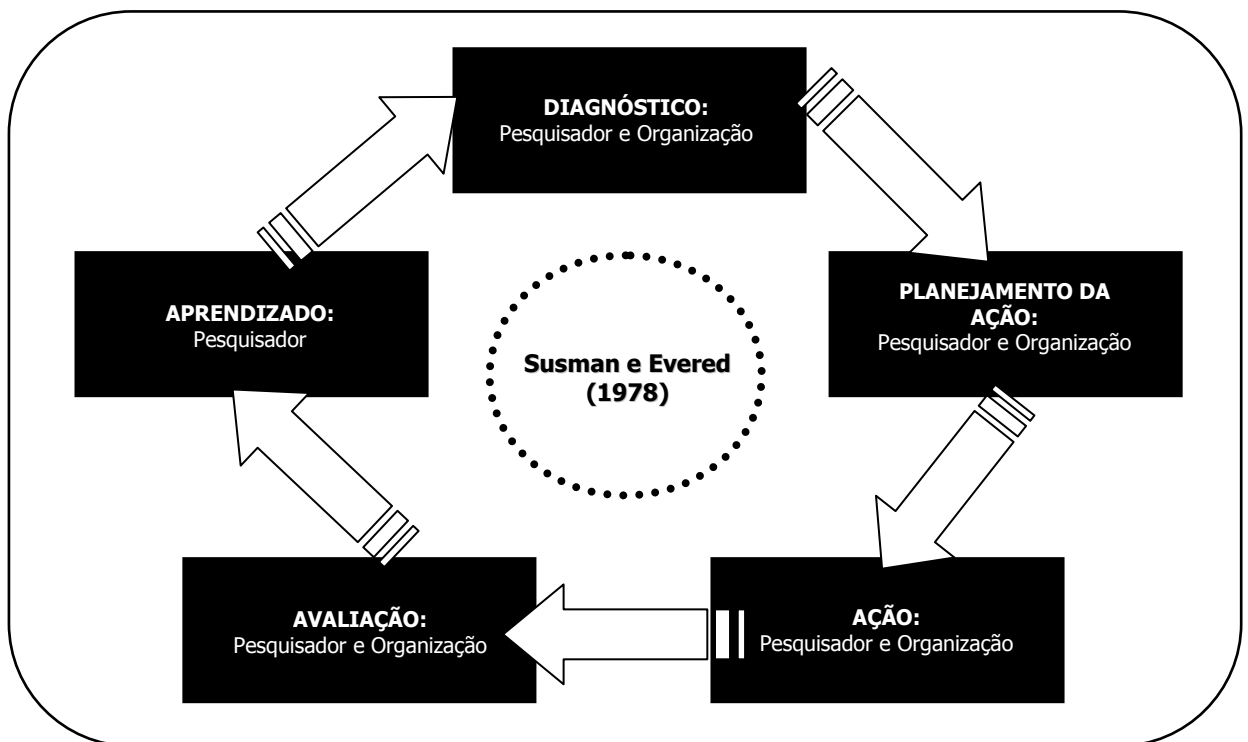 DIAGNÓSTICO:
Pesquisador e Organização
PLANEJAMENTO DA
AÇÃO:
Pesquisador e Organização
AÇÃO:
Pesquisador e Organização
AVALIAÇÃO:
Pesquisador e Organização
APRENDIZADO:
Pesquisador
Susman e Evered
(1978)